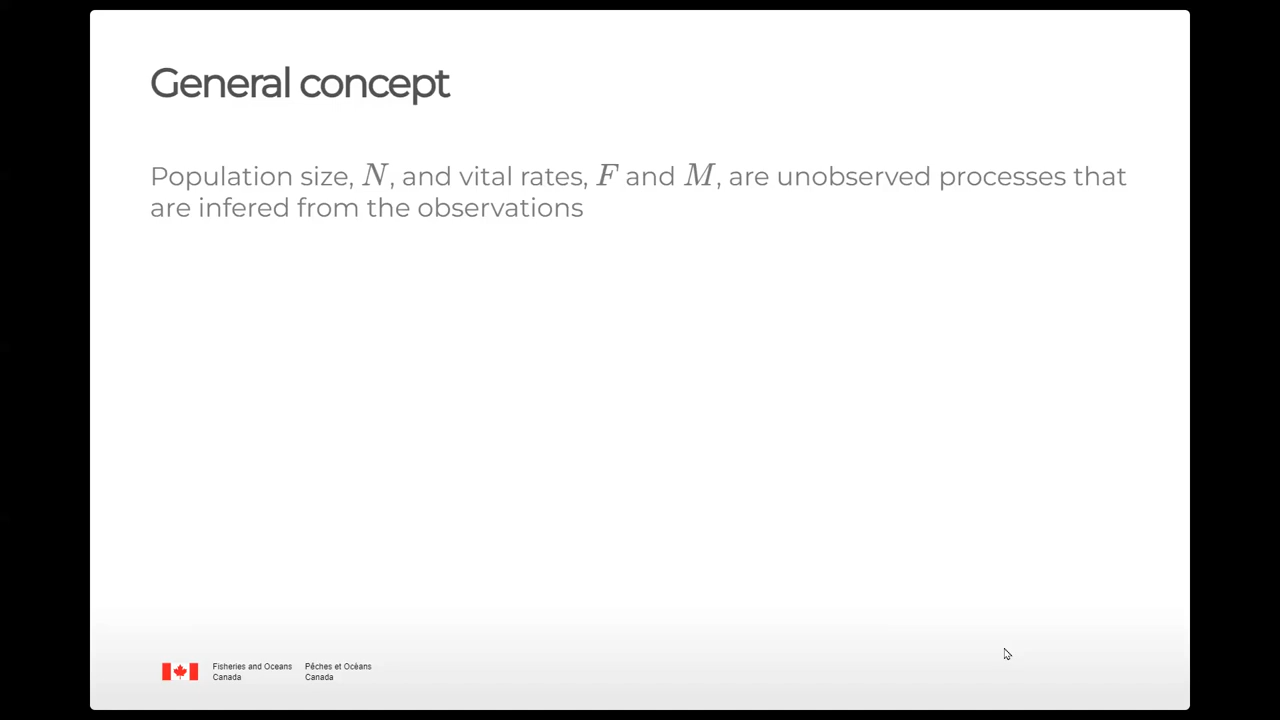 General concept
Population size, N, and vital rates, F and M, are unobserved processes that
are infered from the observations
Fisheries and Oceans
Canada
Pêches et Océans
Canada